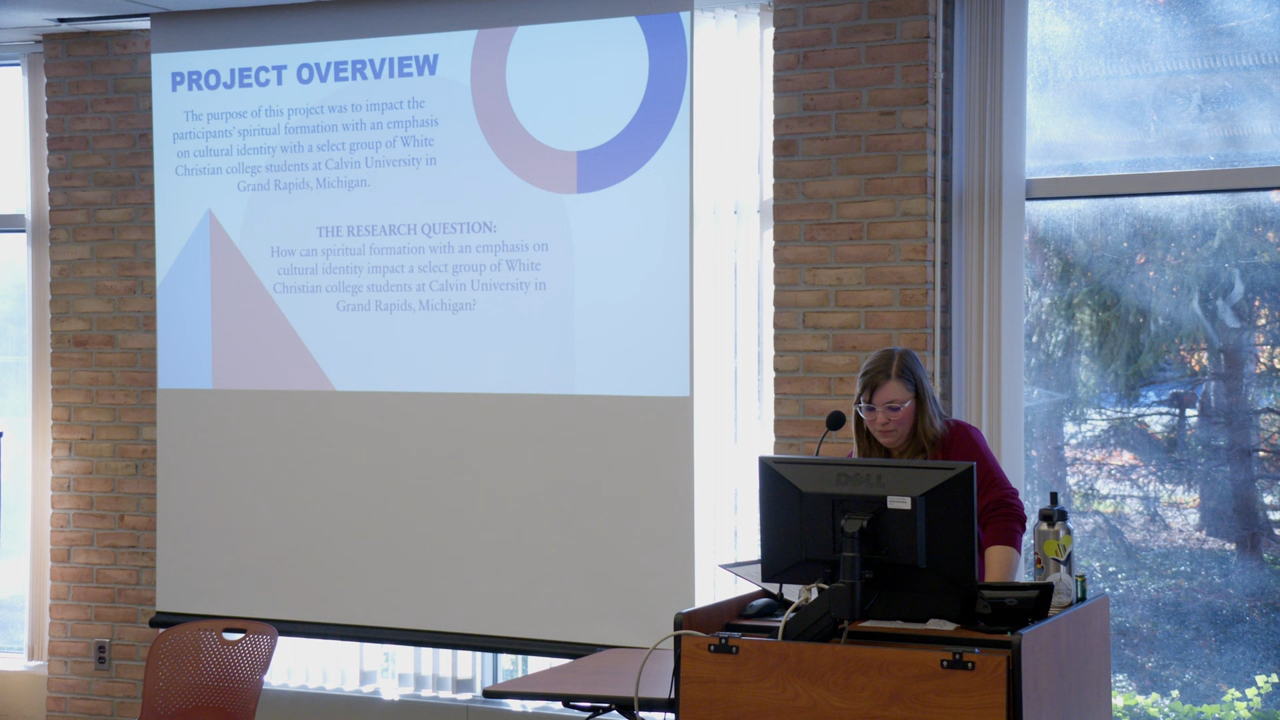 PROJECT OVERVIEW
The purpose of this project was to impact the
participants' spiritual formation with an emphasis
on cultural identity with a select group of White
Christian college students at Calvin University in
Grand Rapids, Michigan.
THE RESEARCH QUESTION:
How can spiritual formation with an emphasis on
cultural identity impact a select group of White
Christian college students at Calvin University in
Grand Rapids, Michigan?
DELL